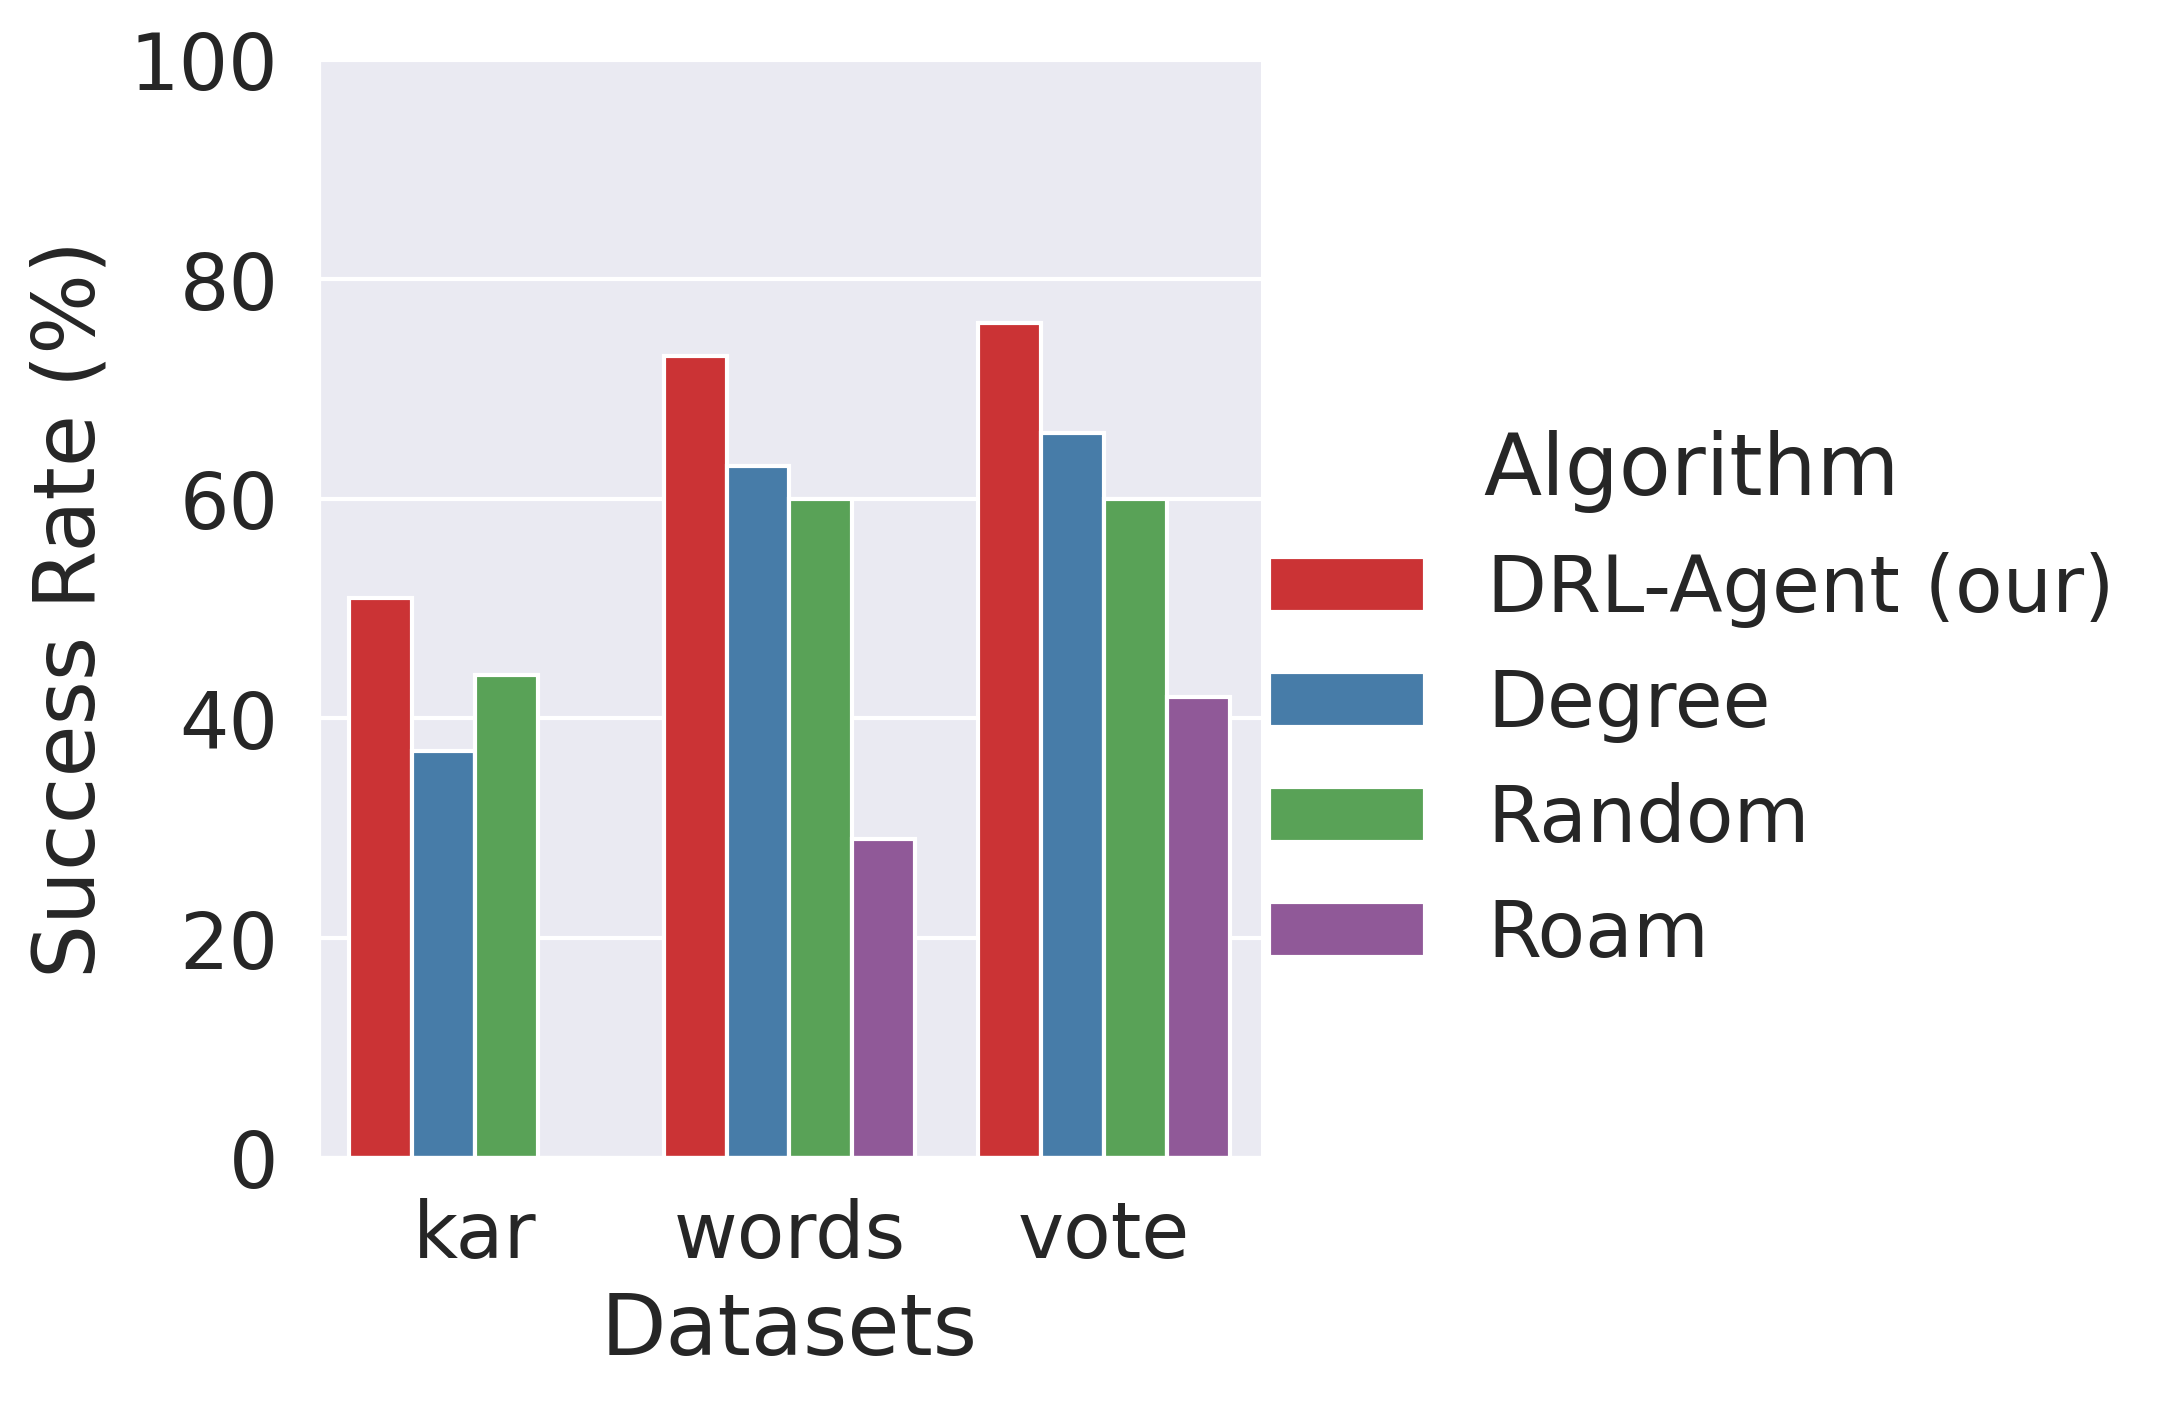 Success Rate (%)
100
80
60
40
20
0
kar words vote
Datasets
Algorithm
DRL-Agent (our)
Degree
Random
Roam